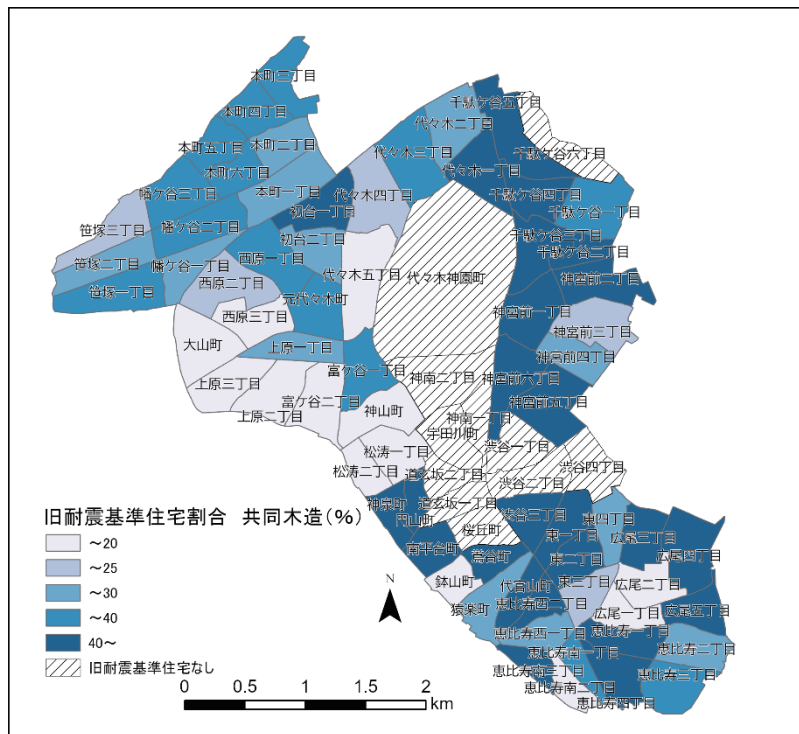 本町三丁目
本町四丁目
千駄ケ谷五丁目
代々木二丁目
本町五丁目
本町二丁目
代々木三丁目
千駄ケ谷六丁目
本町六丁目
代々木一丁目
幡ケ谷三丁目
本町一丁目
代々木四丁目
千駄ケ谷四丁目
初台一丁目
千駄ケ谷一丁目
幡ケ谷二丁目
笹塚三丁目
千駄ケ谷三丁目
初台二丁目
千駄ケ谷二丁目
西原一丁目
笹塚二丁目
幡ケ谷一丁目
代々木五丁目
代々木神園町
神宮前二丁目
西原二丁目
笹塚一丁目
元代々木町
神宮前一丁目
西原三丁目
神宮前三丁目
大山町
上原一丁目
神宮前四丁目
富ケ谷一丁目
神南二丁目
神宮前六丁目
上原三丁目
富ケ谷二丁目
神宮前五丁目
神山町
上原二丁目
神南一丁目
宇田川町
松涛一丁目
渋谷一丁目
松涛二丁目
道玄坂二丁目
渋谷四丁目
渋谷二丁目
神泉町
道玄坂一丁目
円山町
渋谷三丁目
東四丁目
桜丘町
東一丁目
広尾三丁目
南平台町
鶯谷町
東二丁目
広尾四丁目
鉢山町
代官山町
東三丁目
広尾二丁目
猿楽町
恵比寿西二丁目
広尾一丁目
広尾五丁目
恵比寿西一丁目
恵比寿一丁目
恵比寿南一丁目
恵比寿二丁目
恵比寿南三丁目
恵比寿三丁目
恵比寿南二丁目
恵比寿四丁目
旧耐震基準住宅割合 共同木造(%)
~20
~25
~30
~40
40~
旧耐震基準住宅なし
N
0 0.5 1 1.5 2
km